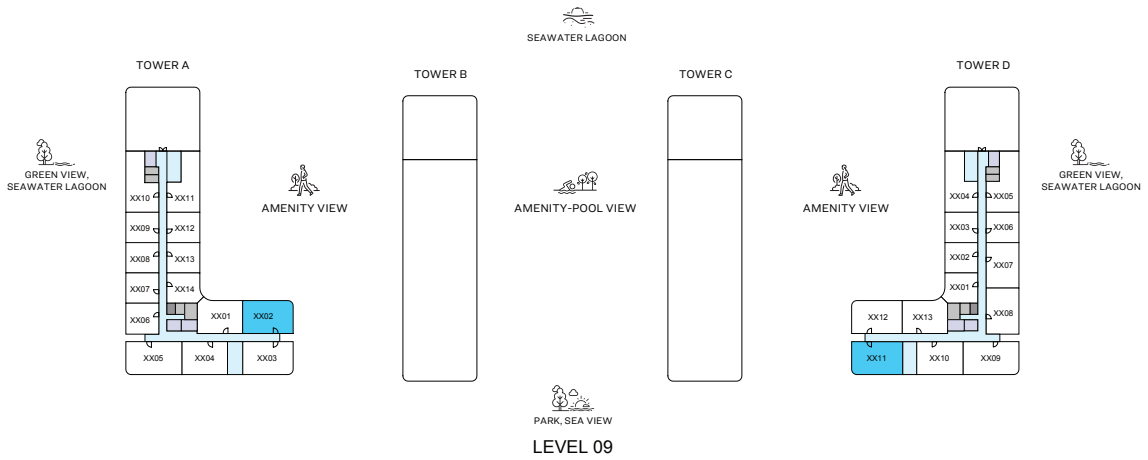 SEAWATER LAGOON
TOWER A
TOWER B
TOWER C
TOWER D
GREEN VIEW,
SEAWATER LAGOON
AMENITY VIEW
AMENITY-POOL VIEW
AMENITY VIEW
GREEN VIEW,
SEAWATER LAGOON
XX10 XX11
XX09 XX12
XX08 XX13
XX07 XX14
XX06
XX01 XX02
XX05 XX04 XX03
XX04 XX05
XX03 XX06
XX02 XX07
XX01
XX08
XX12 XX13
XX11 XX10 XX09
PARK, SEA VIEW
LEVEL 09